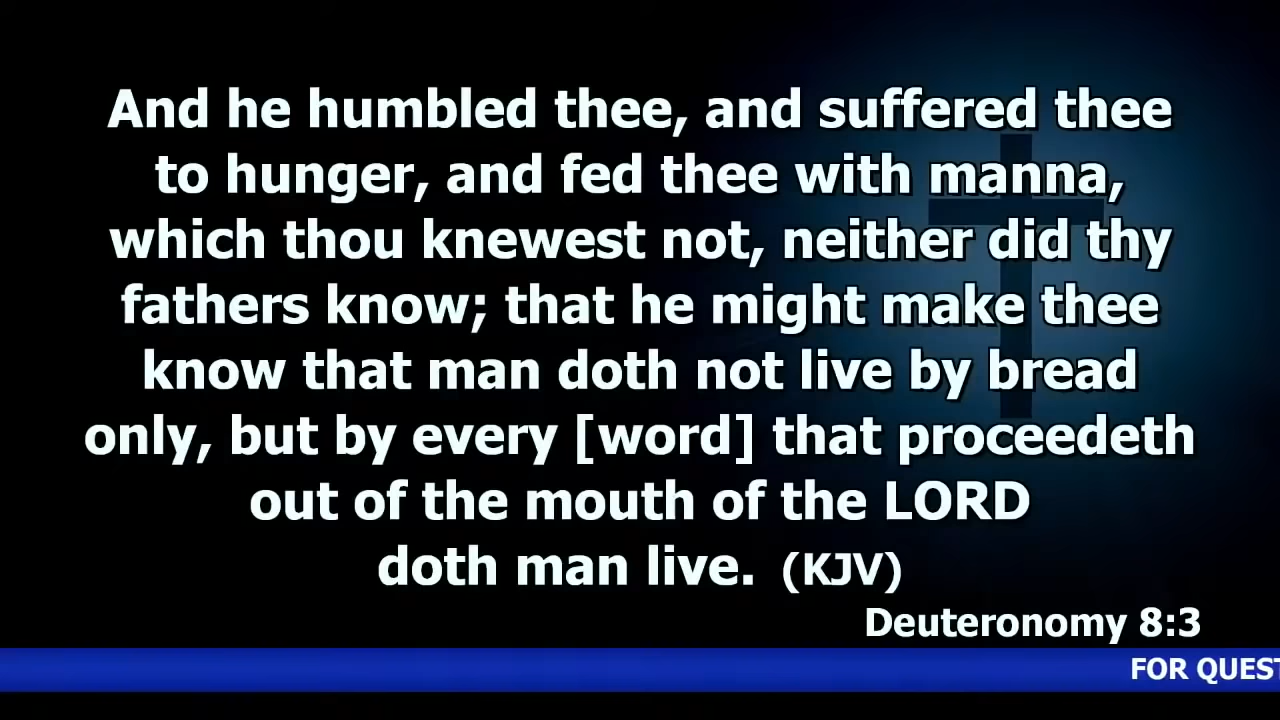 And he humbled thee, and suffered thee
to hunger, and fed thee with manna,
which thou knewest not, neither did thy
fathers know; that he might make thee
know that man doth not live by bread
only, but by every [word] that proceedeth
out of the mouth of the LORD
doth man live. (KJV)
Deuteronomy 8:3
FOR QUEST